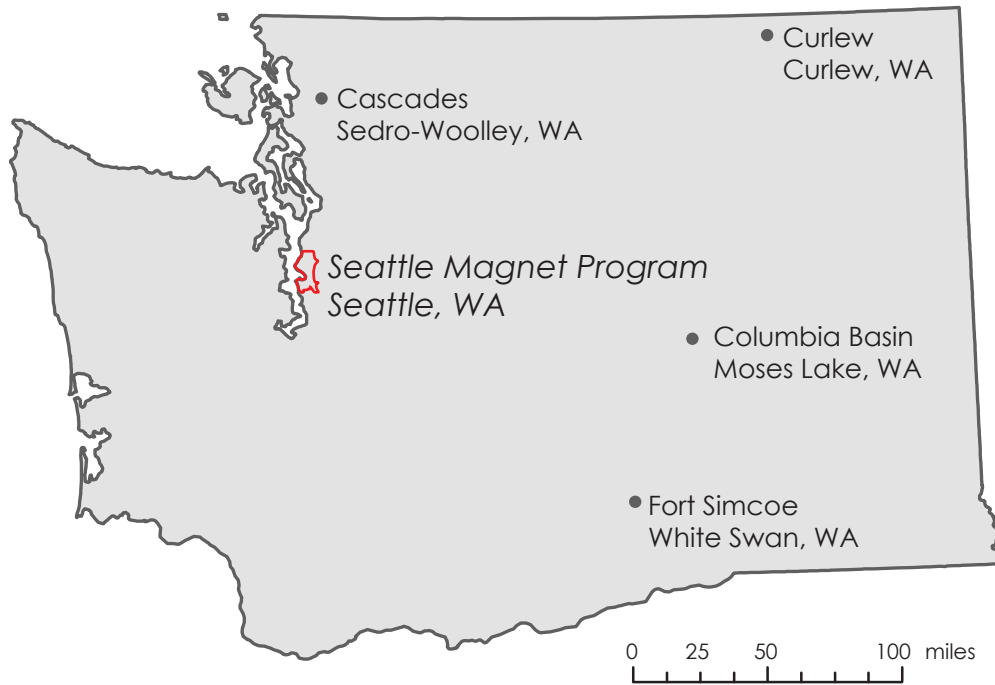 Curlew
Curlew, WA
Cascades
Sedro-Woolley, WA
Seattle Magnet Program
Seattle, WA
Columbia Basin
Moses Lake, WA
Fort Simcoe
White Swan, WA
0 25 50 100 miles